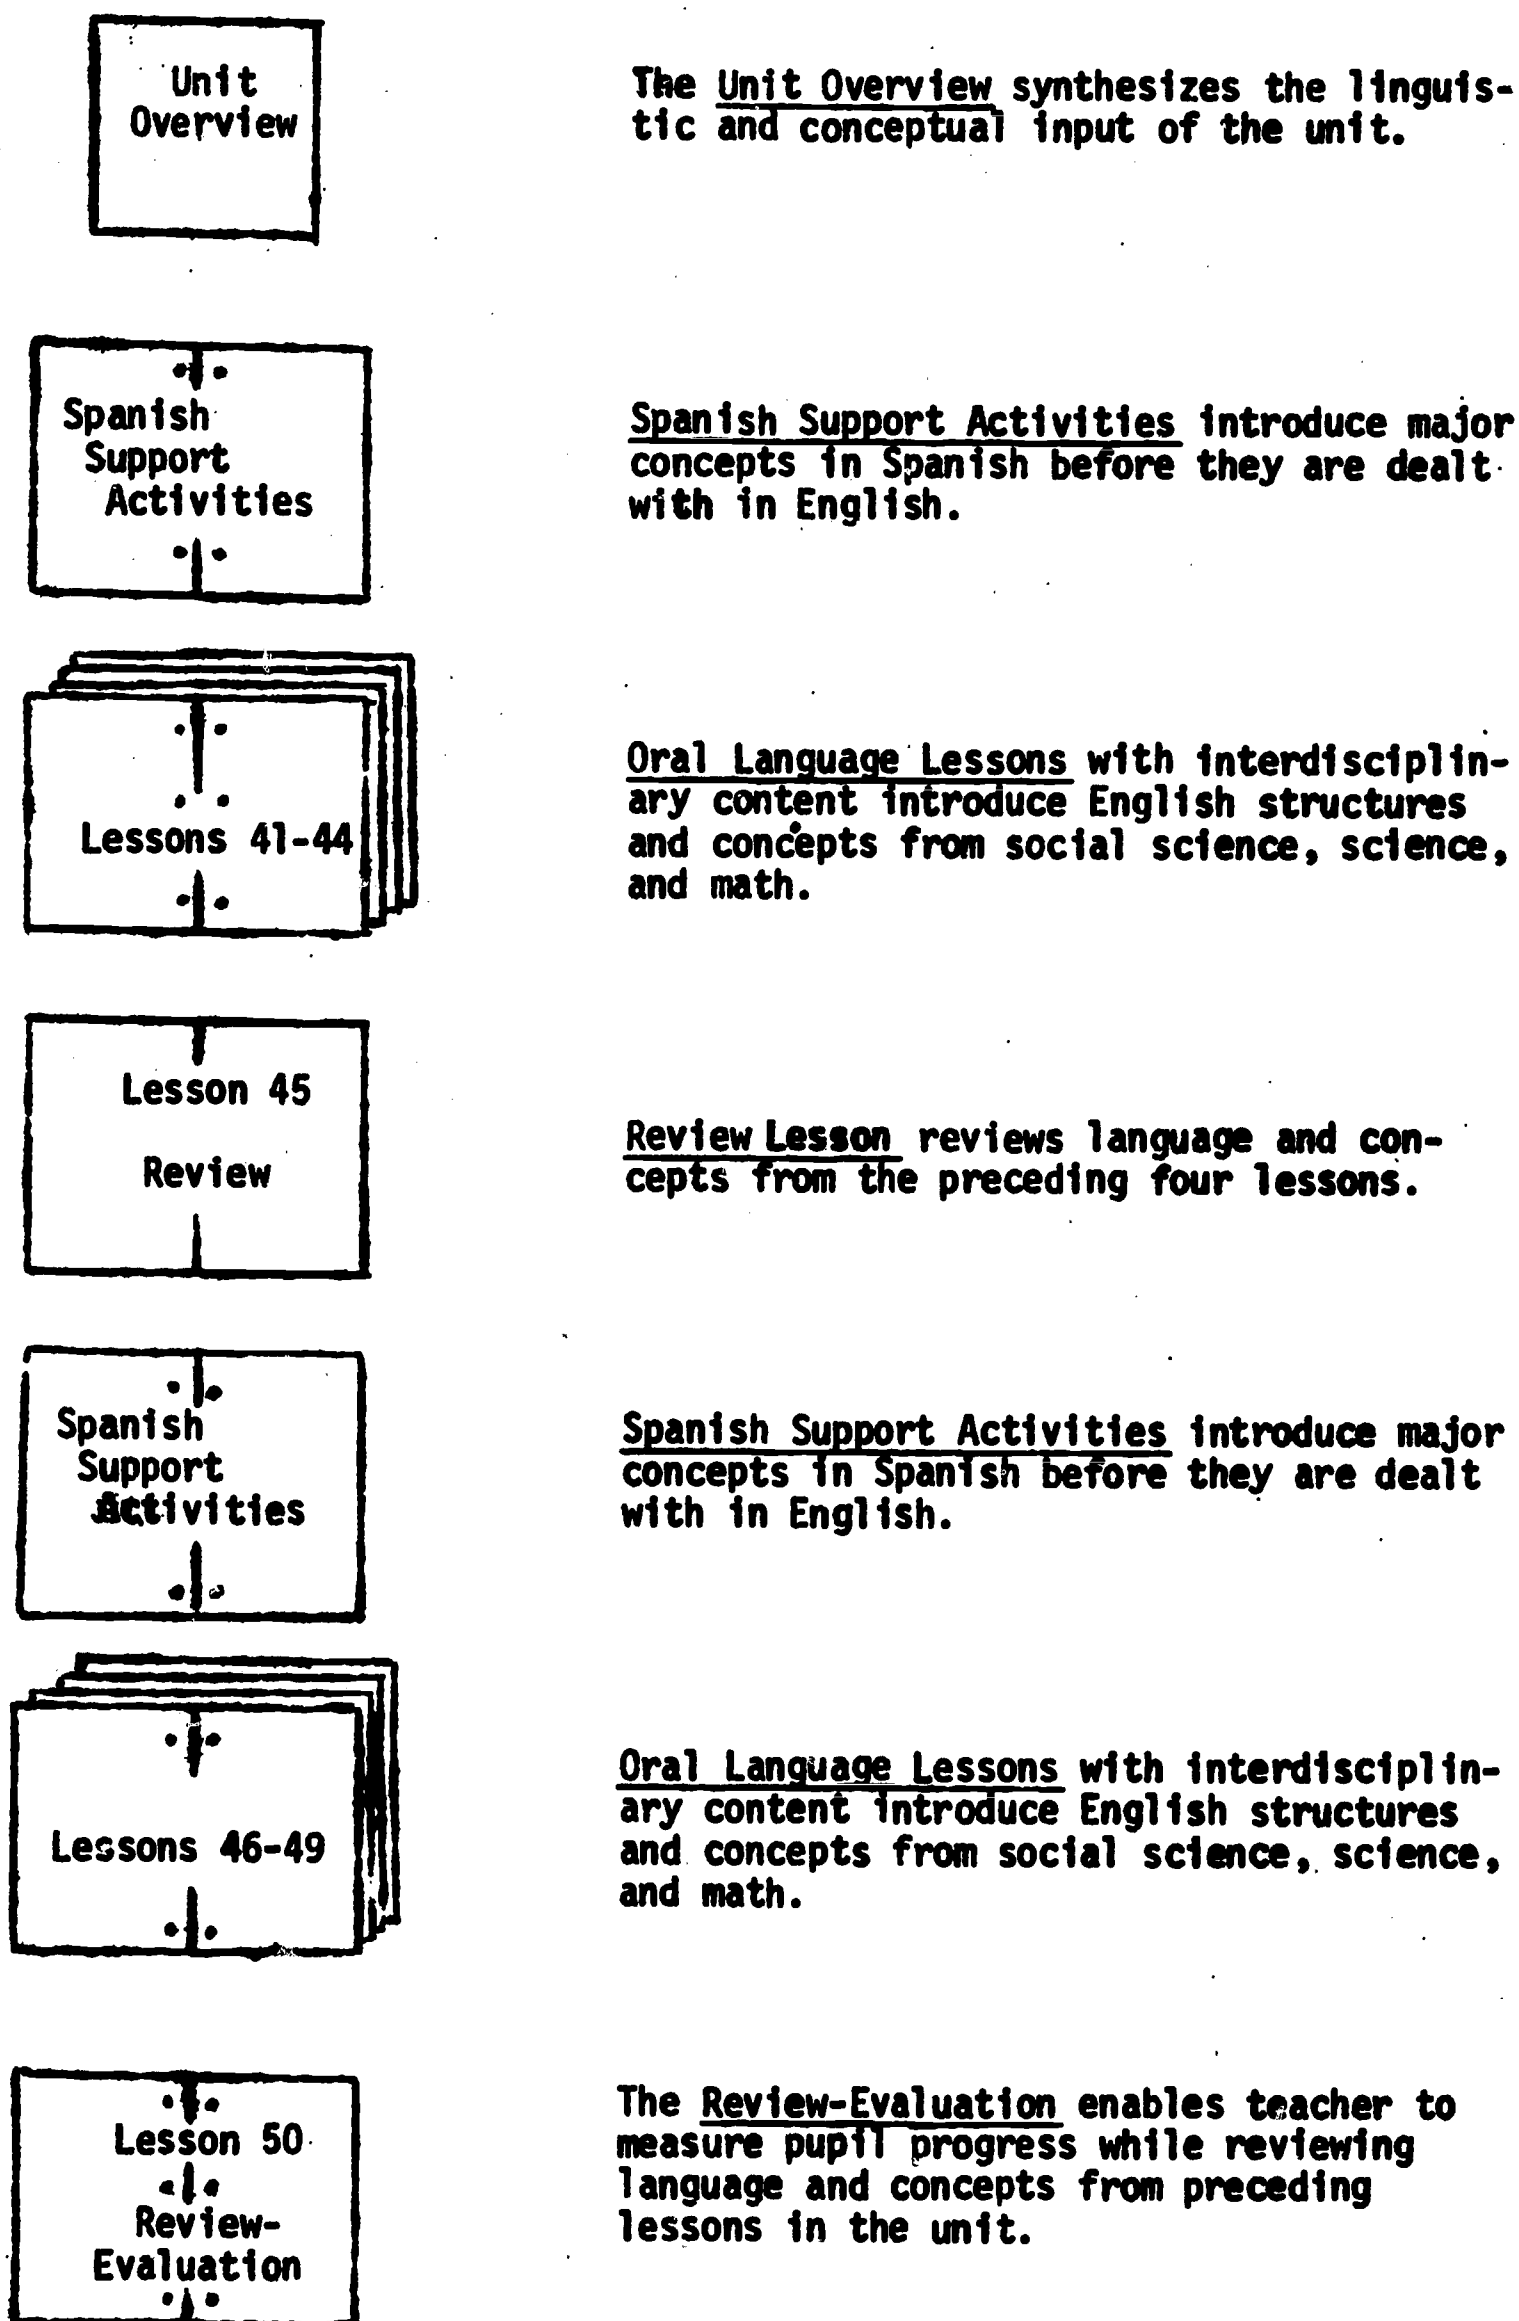 Unit
Overview
The Unit Overview synthesizes the linguis-
tic and conceptual input of the unit.
Spanish
Support
Activities
Spanish Support Activities introduce major
concepts in Spanish before they are dealt
with in English.
Lessons 41-44
Oral Language Lessons with interdisciplin-
ary content introduce English structures
and concepts from social science, science,
and math.
Lesson 45
Review
Review Lesson reviews language and con-
cepts from the preceding four lessons.
Spanish
Support
Activities
Spanish Support Activities introduce major
concepts in Spanish before they are dealt
with in English.
Lessons 46-49
Oral Language Lessons with interdisciplin-
ary content introduce English structures
and concepts from social science, science,
and math.
Lesson 50
Review-
Evaluation
The Review-Evaluation enables teacher to
measure pupil progress while reviewing
language and concepts from preceding
lessons in the unit.